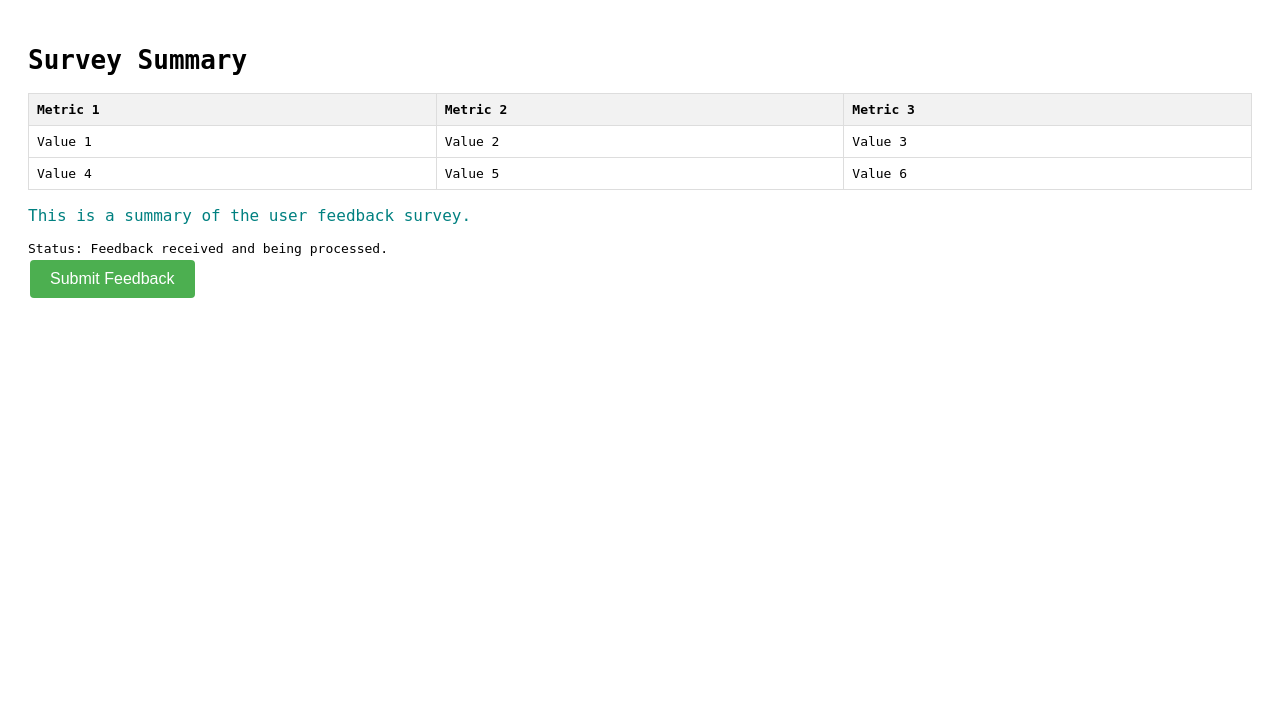 Survey Summary
Metric 1 Metric 2 Metric 3
Value 1 Value 2 Value 3
Value 4 Value 5 Value 6
This is a summary of the user feedback survey.
Status: Feedback received and being processed.
Submit Feedback